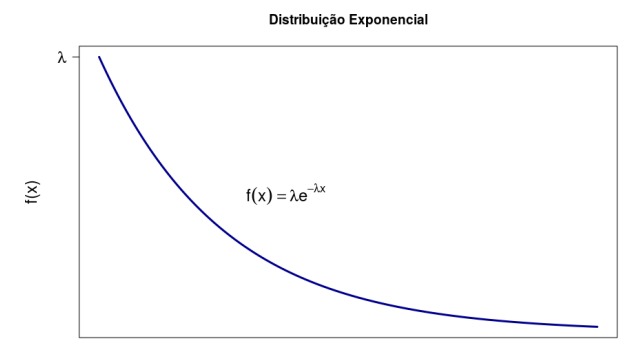 Distribuição Exponencial
λ
f(x)
f(x) = λe^−λx